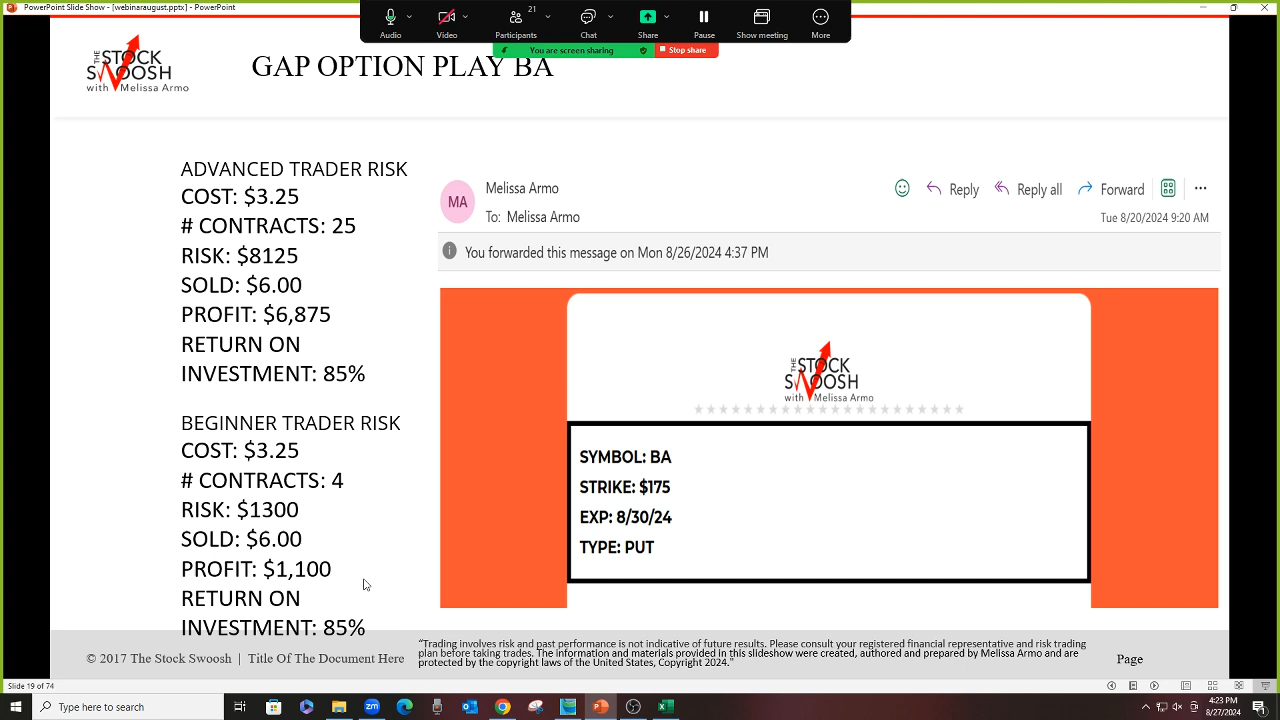 PowerPoint Slide Show - [webinaraugust.pptx] - PowerPoint
21
Audio Video Participants Chat Share Pause Show meeting More
You are screen sharing Stop share
THE STOCK SWOOSH
with Melissa Armo
GAP OPTION PLAY BA
ADVANCED TRADER RISK
COST: $3.25
# CONTRACTS: 25
RISK: $8125
SOLD: $6.00
PROFIT: $6,875
RETURN ON
INVESTMENT: 85%
BEGINNER TRADER RISK
COST: $3.25
# CONTRACTS: 4
RISK: $1300
SOLD: $6.00
PROFIT: $1,100
RETURN ON
INVESTMENT: 85%
MA
Melissa Armo
To: Melissa Armo
Reply Reply all Forward
Tue 8/20/2024 9:20 AM
You forwarded this message on Mon 8/26/2024 4:37 PM
THE STOCK SWOOSH
with Melissa Armo
SYMBOL: BA
STRIKE: $175
EXP: 8/30/24
TYPE: PUT
© 2017 The Stock Swoosh | Title Of The Document Here
“Trading involves risk and past performance is not indicative of future results. Please consult your registered financial representative and risk trading
plan before taking trades. The information and materials provided in this slideshow were created, authored and prepared by Melissa Armo and are
protected by the copyright laws of the United States, Copyright 2024."
Page
Slide 19 of 74
Type here to search
4:23 PM
8/27/2024